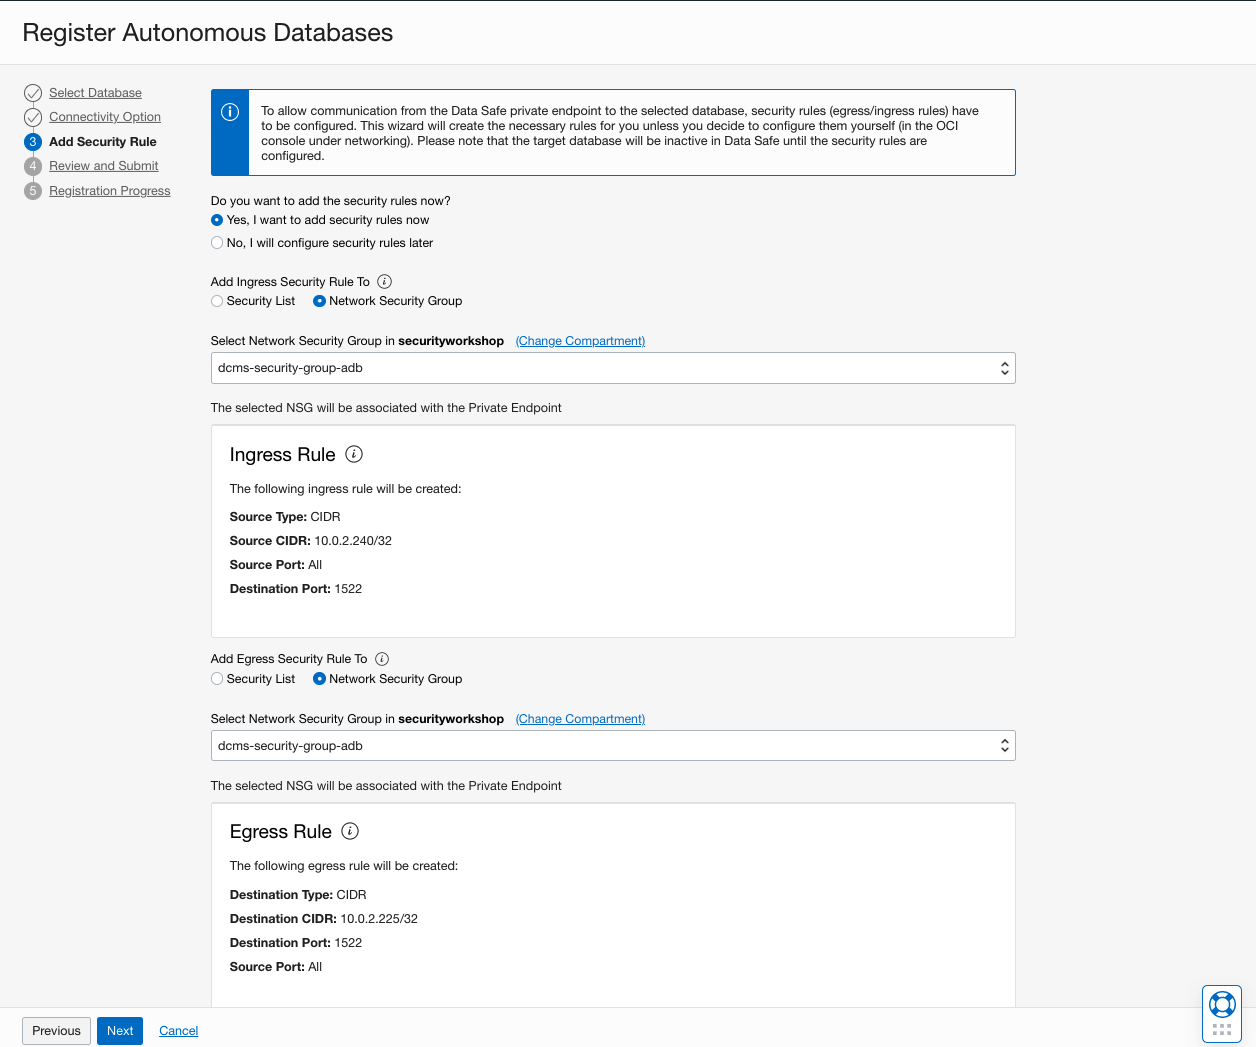 Register Autonomous Databases
Select Database
Connectivity Option
3 Add Security Rule
4 Review and Submit
5 Registration Progress
To allow communication from the Data Safe private endpoint to the selected database, security rules (egress/ingress rules) have
to be configured. This wizard will create the necessary rules for you unless you decide to configure them yourself (in the OCI
console under networking). Please note that the target database will be inactive in Data Safe until the security rules are
configured.
Do you want to add the security rules now?
Yes, I want to add security rules now
No, I will configure security rules later
Add Ingress Security Rule To
Security List Network Security Group
Select Network Security Group in securityworkshop (Change Compartment)
dcms-security-group-adb
The selected NSG will be associated with the Private Endpoint
Ingress Rule
The following ingress rule will be created:
Source Type: CIDR
Source CIDR: 10.0.2.240/32
Source Port: All
Destination Port: 1522
Add Egress Security Rule To
Security List Network Security Group
Select Network Security Group in securityworkshop (Change Compartment)
dcms-security-group-adb
The selected NSG will be associated with the Private Endpoint
Egress Rule
The following egress rule will be created:
Destination Type: CIDR
Destination CIDR: 10.0.2.225/32
Destination Port: 1522
Source Port: All
Previous Next Cancel